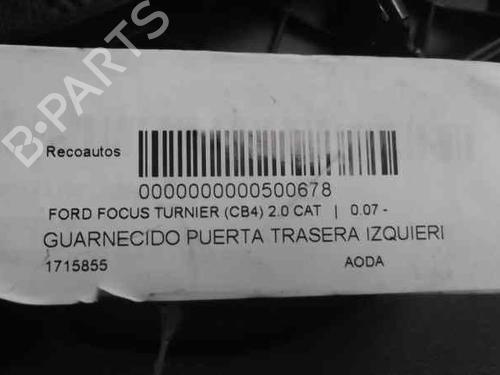 B-PARTS
Recoautos
0000000000500678
FORD FOCUS TURNIER (CB4) 2.0 CAT | 0.07 -
GUARNECIDO PUERTA TRASERA IZQUIERI
1715855 AODA